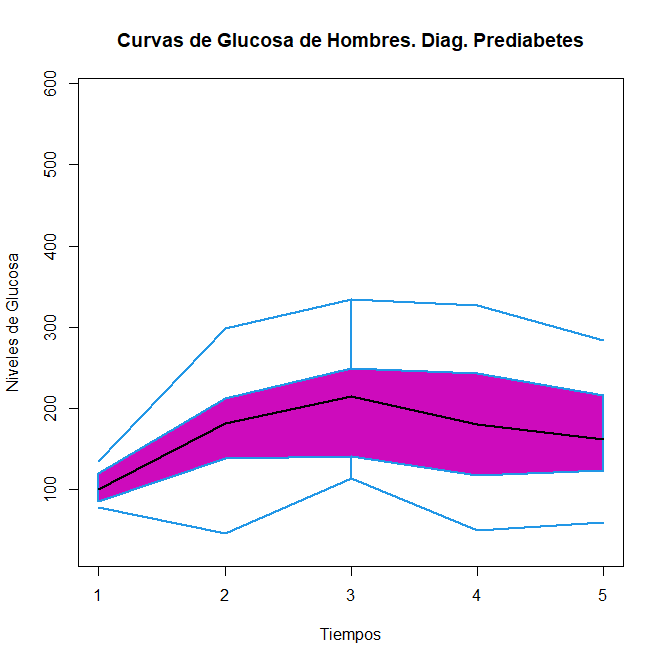 Curvas de Glucosa de Hombres. Diag. Prediabetes
Niveles de Glucosa
600
500
400
300
200
100
1 2 3 4 5
Tiempos